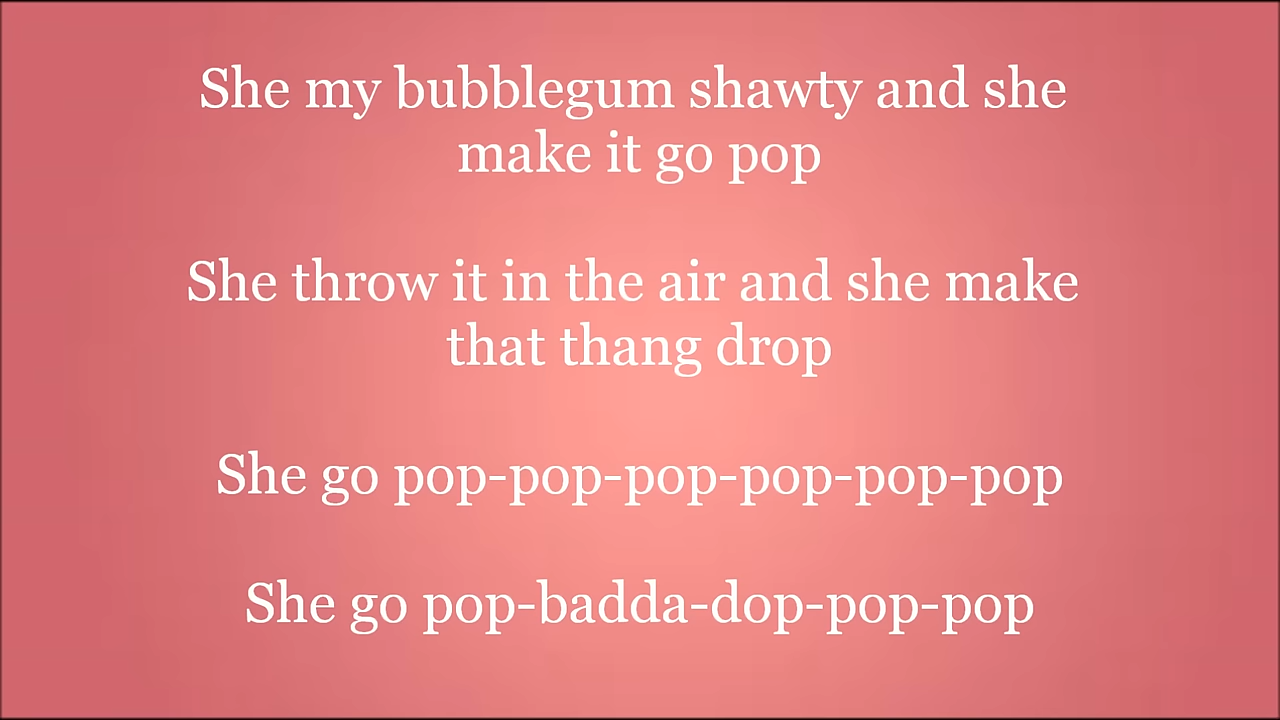 She my bubblegum shawty and she
make it go pop
She throw it in the air and she make
that thang drop
She go pop-pop-pop-pop-pop-pop
She go pop-badda-dop-pop-pop